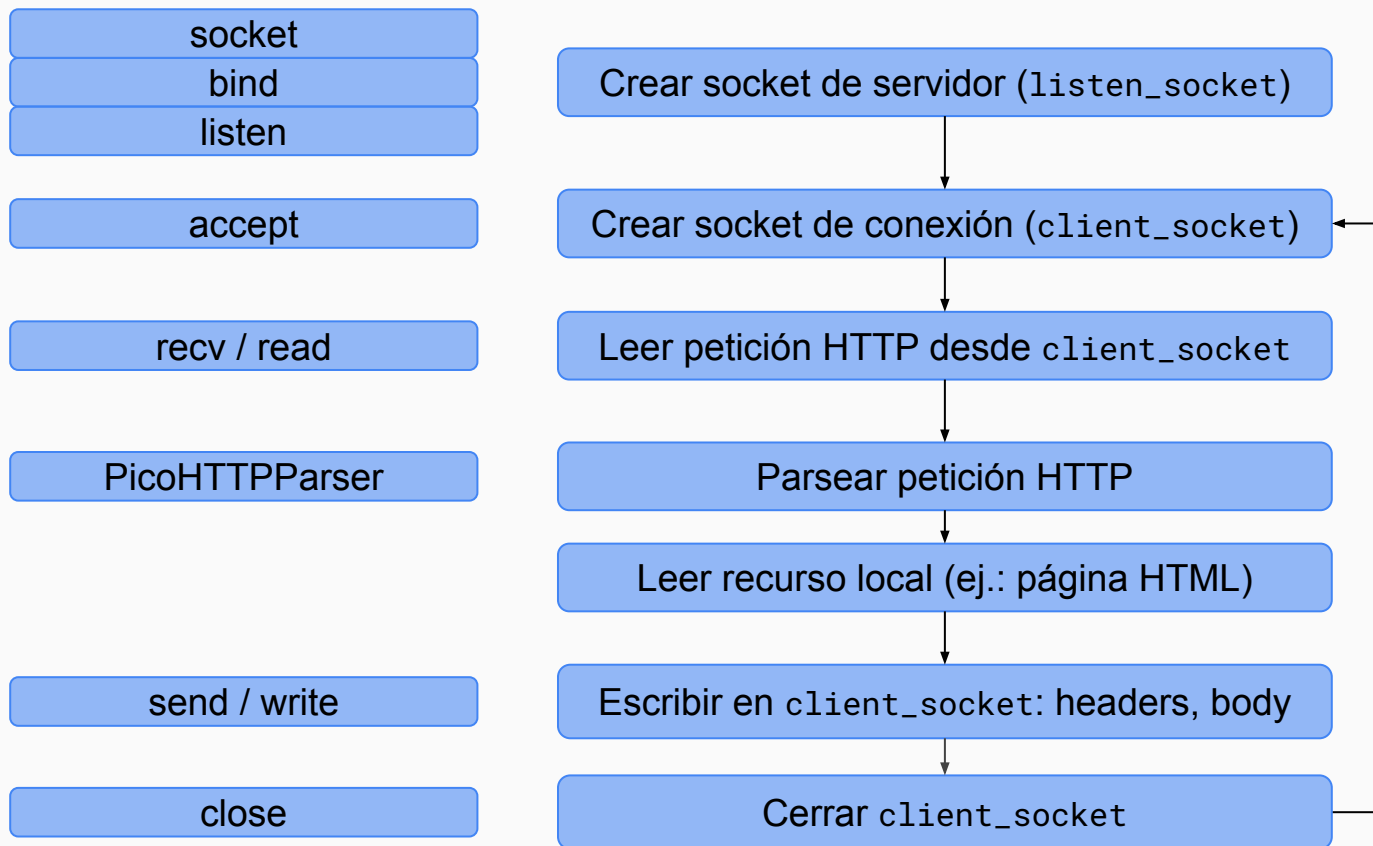 socket
bind
listen
Crear socket de servidor (listen_socket)
accept
Crear socket de conexión (client_socket)
recv / read
Leer petición HTTP desde client_socket
PicoHTTPParser
Parsear petición HTTP
Leer recurso local (ej.: página HTML)
send / write
Escribir en client_socket: headers, body
close
Cerrar client_socket